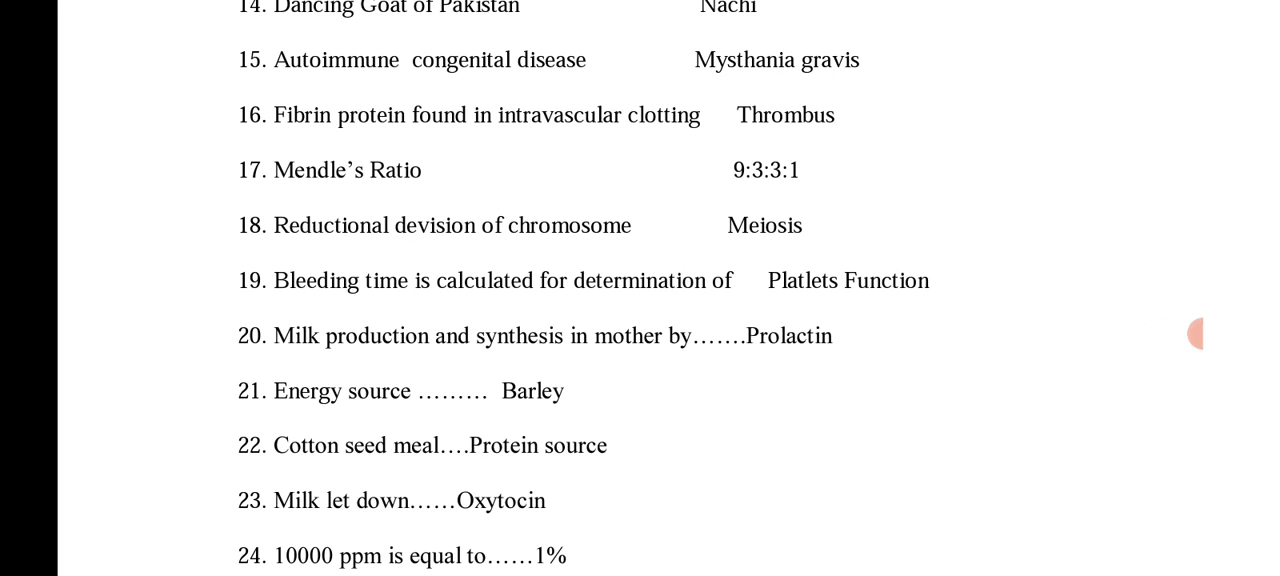 14. Dancing Goat of Pakistan Nachi
15. Autoimmune congenital disease Mysthania gravis
16. Fibrin protein found in intravascular clotting Thrombus
17. Mendle’s Ratio 9:3:3:1
18. Reductional devision of chromosome Meiosis
19. Bleeding time is calculated for determination of Platlets Function
20. Milk production and synthesis in mother by…….Prolactin
21. Energy source ……… Barley
22. Cotton seed meal….Protein source
23. Milk let down……Oxytocin
24. 10000 ppm is equal to……1%